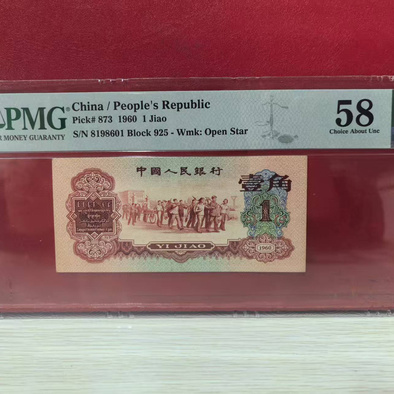 PMG
MONEY GUARANTY
China / People's Republic
Pick# 873 1960 1 Jiao
S/N 8198601 Block 925 - Wmk: Open Star
58
Choice About Unc
中國人民銀行
壹角
1
YI JIAO
1960